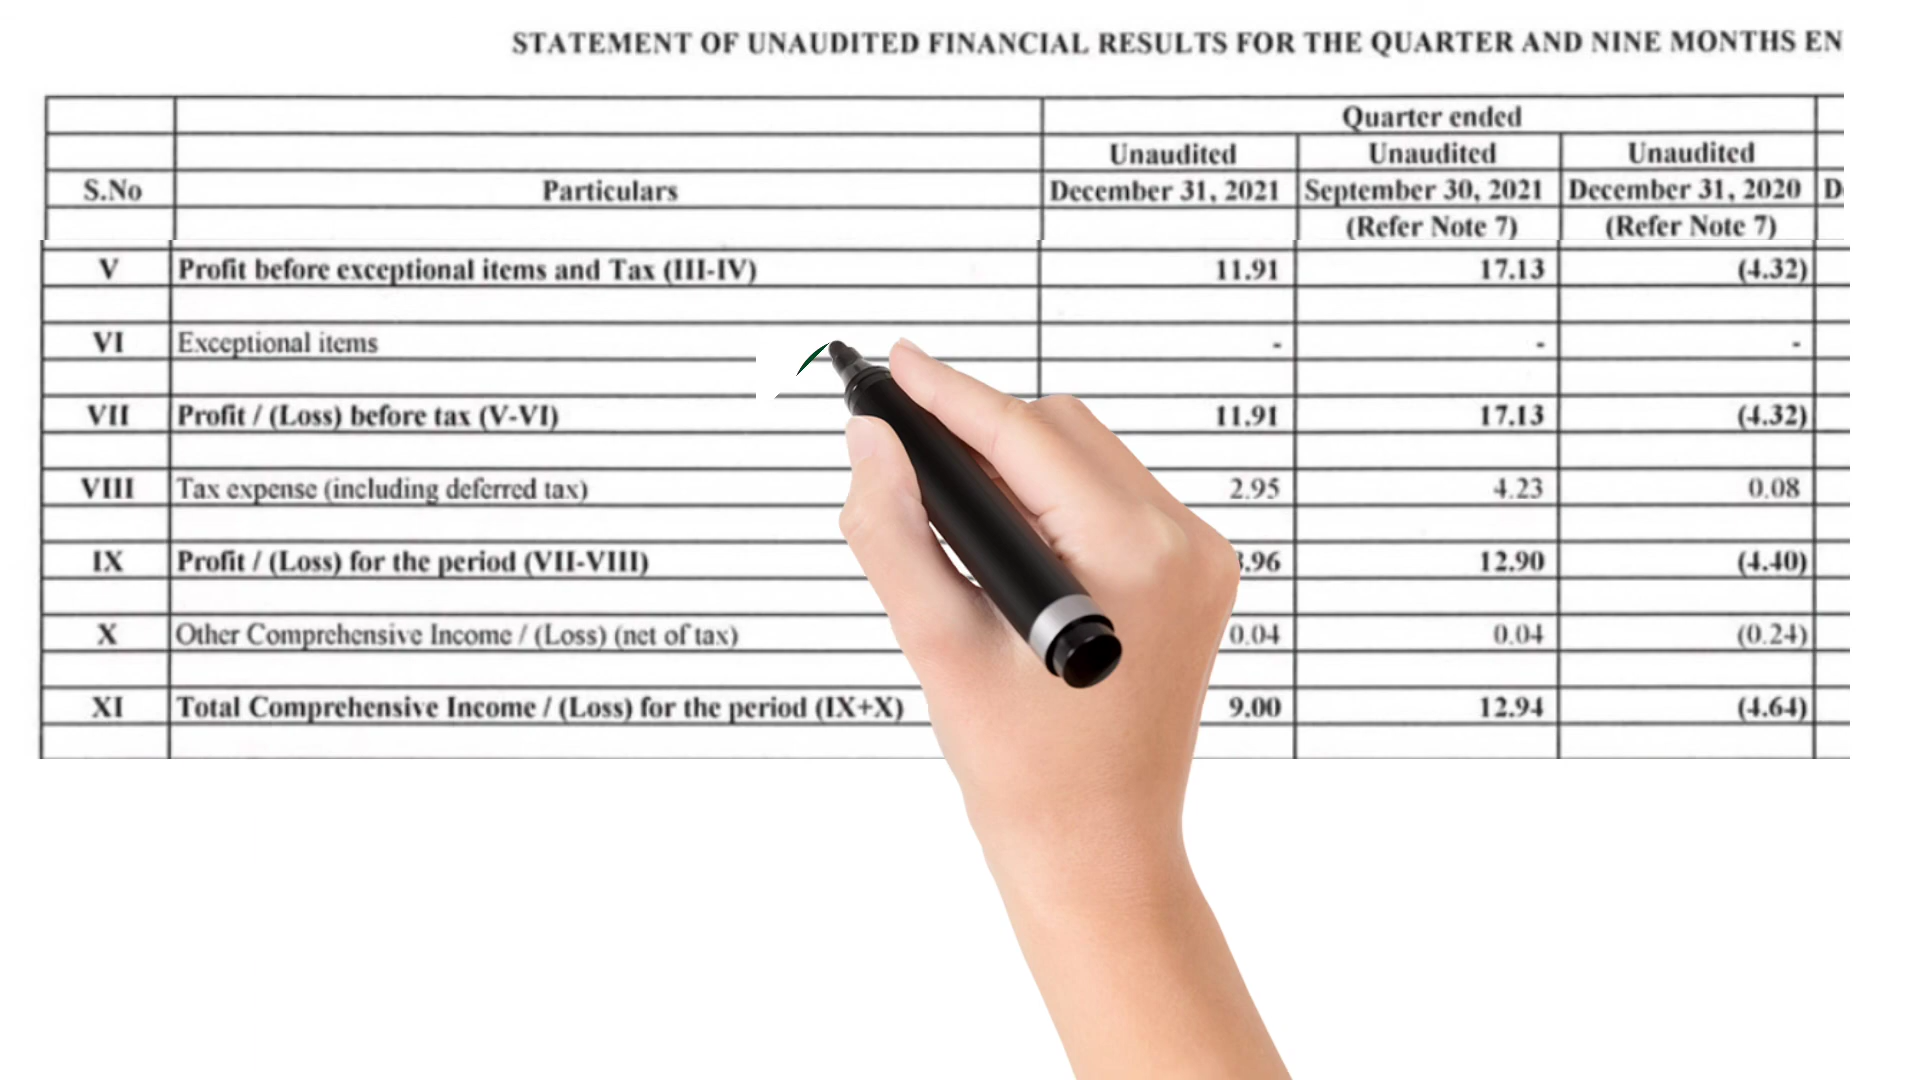 STATEMENT OF UNAUDITED FINANCIAL RESULTS FOR THE QUARTER AND NINE MONTHS EN
Quarter ended
Unaudited Unaudited Unaudited
S.No Particulars December 31, 2021 September 30, 2021 December 31, 2020 D
(Refer Note 7) (Refer Note 7)
V Profit before exceptional items and Tax (III-IV) 11.91 17.13 (4.32)
VI Exceptional items - - -
VII Profit / (Loss) before tax (V-VI) 11.91 17.13 (4.32)
VIII Tax expense (including deferred tax) 2.95 4.23 0.08
IX Profit / (Loss) for the period (VII-VIII) .96 12.90 (4.40)
X Other Comprehensive Income / (Loss) (net of tax) 0.04 0.04 (0.24)
XI Total Comprehensive Income / (Loss) for the period (IX+X) 9.00 12.94 (4.64)